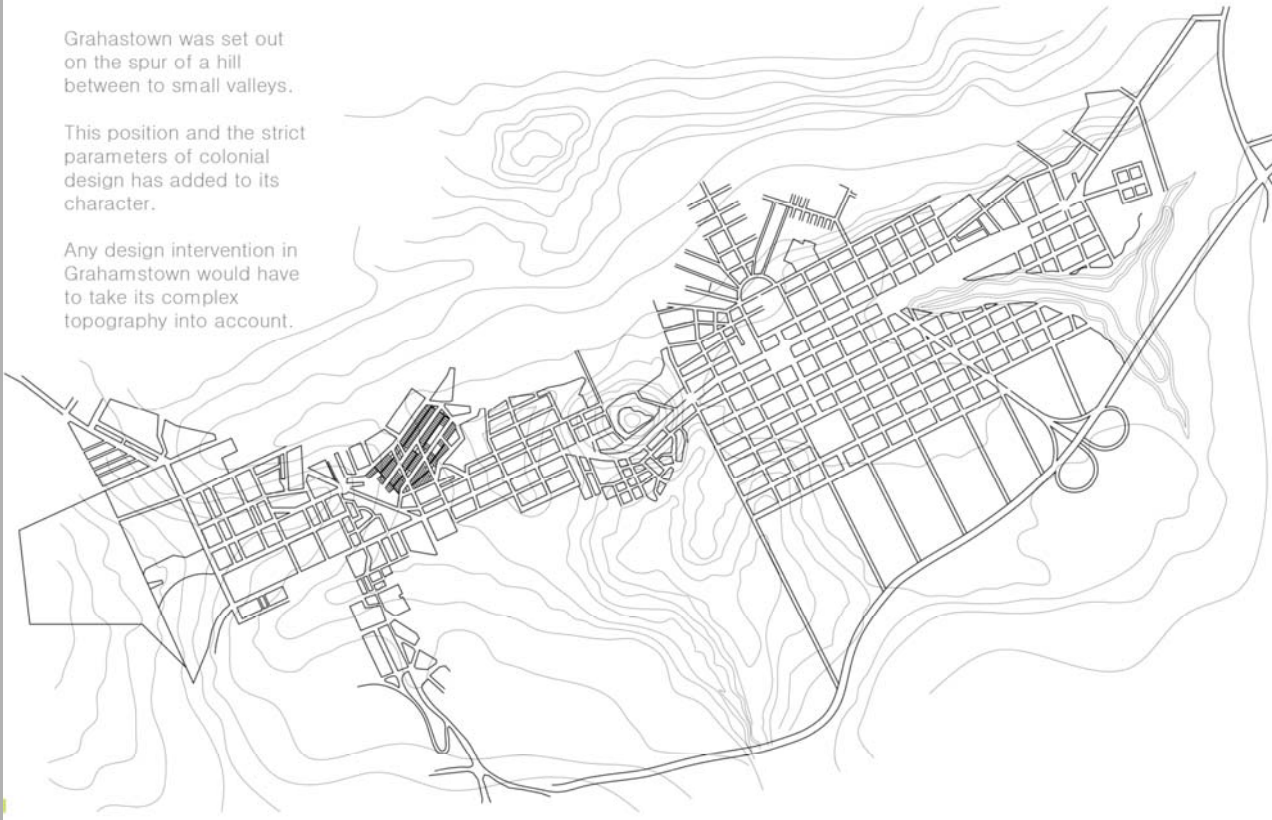 Grahastown was set out
on the spur of a hill
between to small valleys.
This position and the strict
parameters of colonial
design has added to its
character.
Any design intervention in
Grahamstown would have
to take its complex
topography into account.